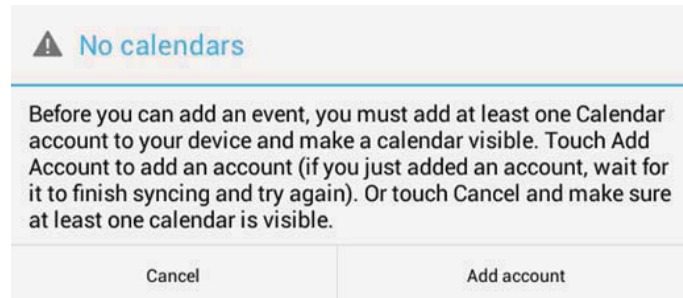 No calendars
Before you can add an event, you must add at least one Calendar
account to your device and make a calendar visible. Touch Add
Account to add an account (if you just added an account, wait for
it to finish syncing and try again). Or touch Cancel and make sure
at least one calendar is visible.
Cancel
Add account